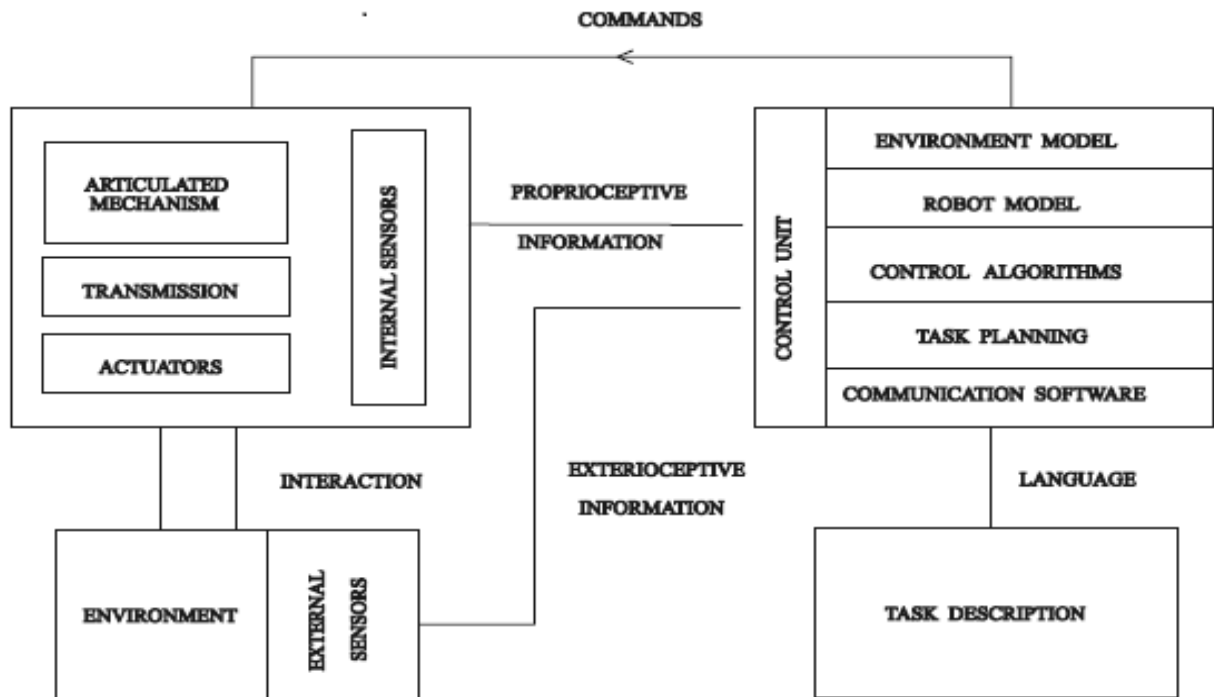 COMMANDS
ARTICULATED
MECHANISM
TRANSMISSION
ACTUATORS
INTERNAL SENSORS
PROPRIOCEPTIVE
INFORMATION
CONTROL UNIT
ENVIRONMENT MODEL
ROBOT MODEL
CONTROL ALGORITHMS
TASK PLANNING
COMMUNICATION SOFTWARE
INTERACTION
EXTERIOCEPTIVE
INFORMATION
LANGUAGE
ENVIRONMENT
EXTERNAL
SENSORS
TASK DESCRIPTION